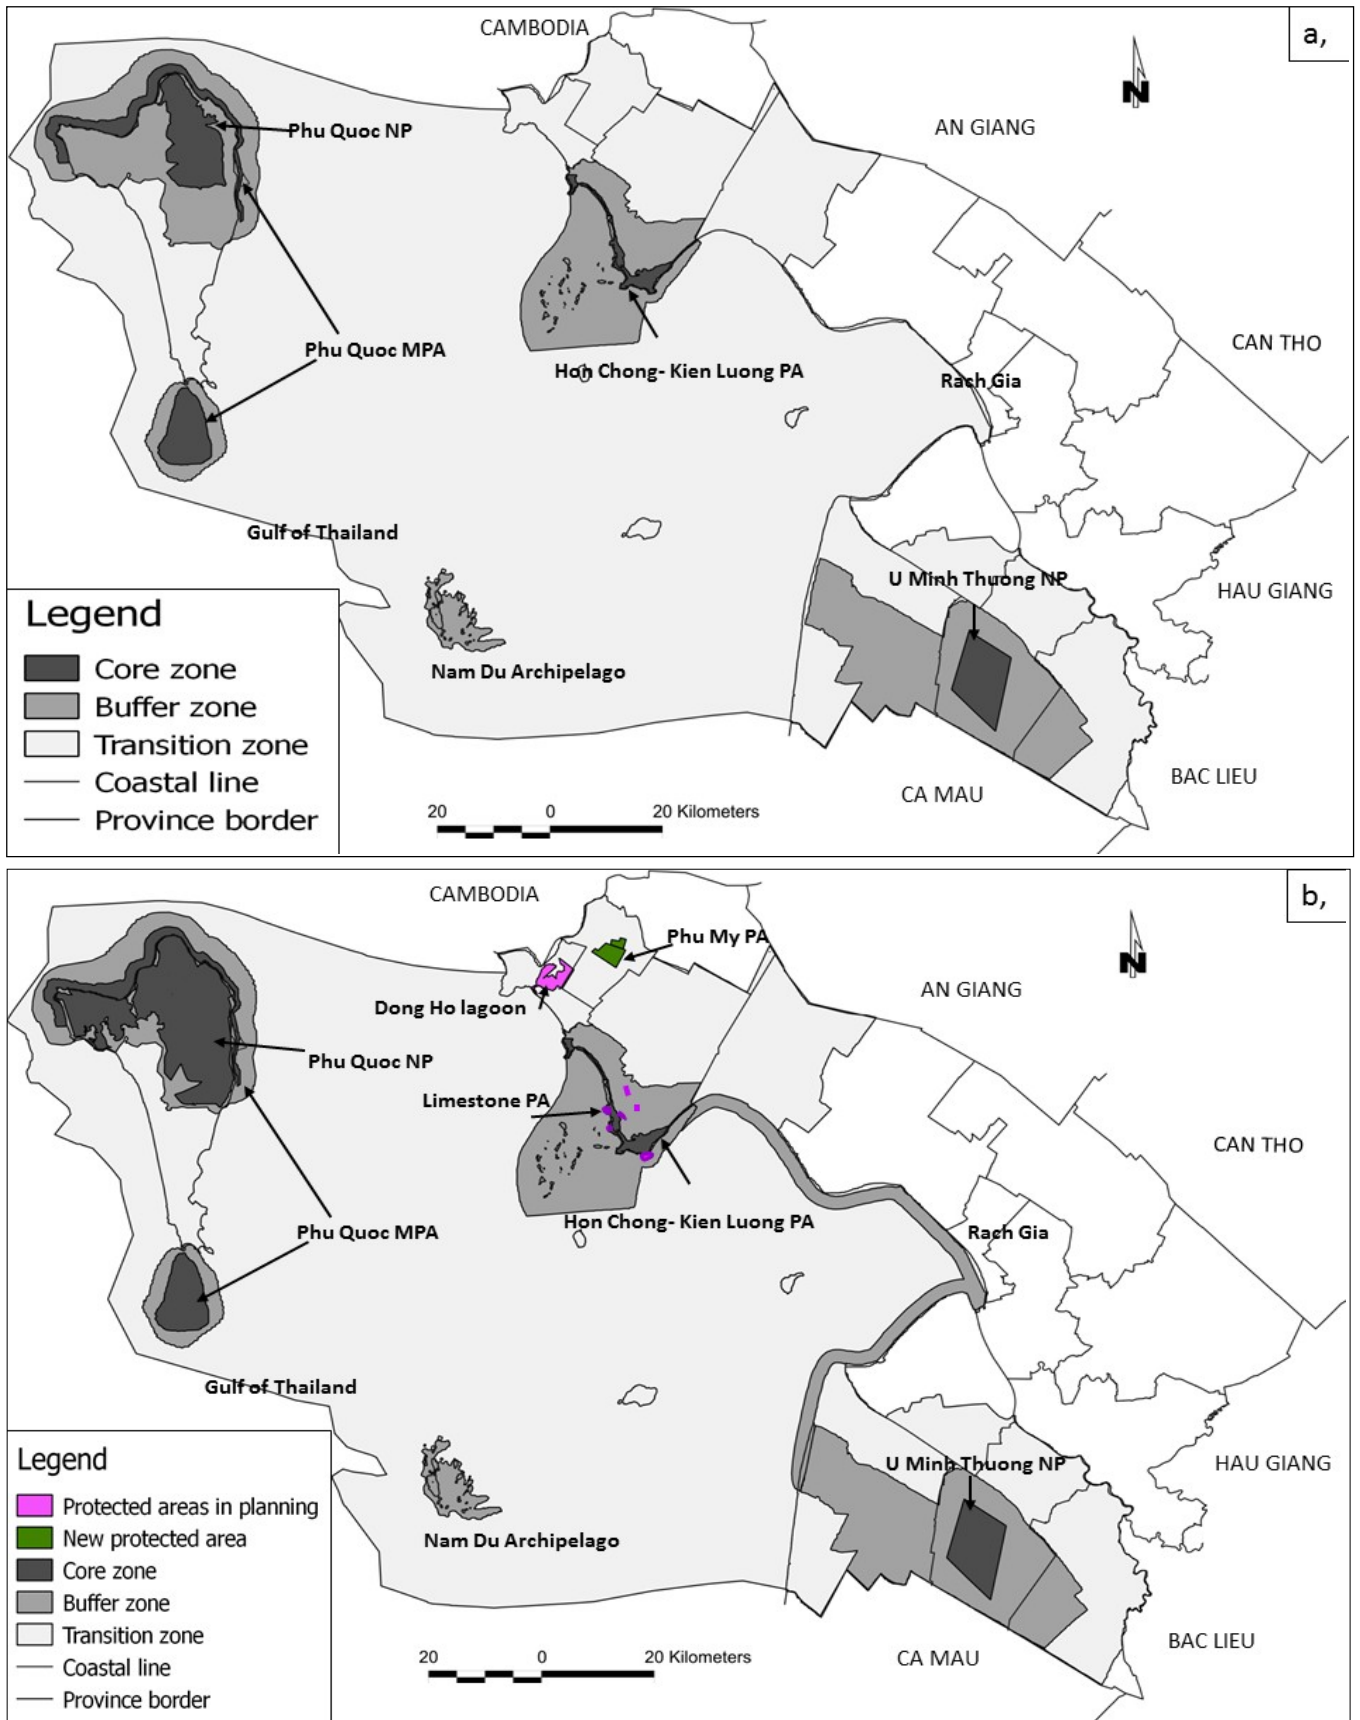 a,
CAMBODIA
N
Phu Quoc NP
AN GIANG
Phu Quoc MPA
CAN THO
Hon Chong- Kien Luong PA
Rach Gia
Gulf of Thailand
U Minh Thuong NP
HAU GIANG
Nam Du Archipelago
BAC LIEU
CA MAU
Legend
Core zone
Buffer zone
Transition zone
Coastal line
Province border
20 0 20 Kilometers
b,
CAMBODIA
N
Phu My PA
AN GIANG
Dong Ho lagoon
Phu Quoc NP
Limestone PA
CAN THO
Hon Chong- Kien Luong PA
Phu Quoc MPA
Rach Gia
Gulf of Thailand
U Minh Thuong NP
HAU GIANG
Nam Du Archipelago
BAC LIEU
CA MAU
Legend
Protected areas in planning
New protected area
Core zone
Buffer zone
Transition zone
Coastal line
Province border
20 0 20 Kilometers